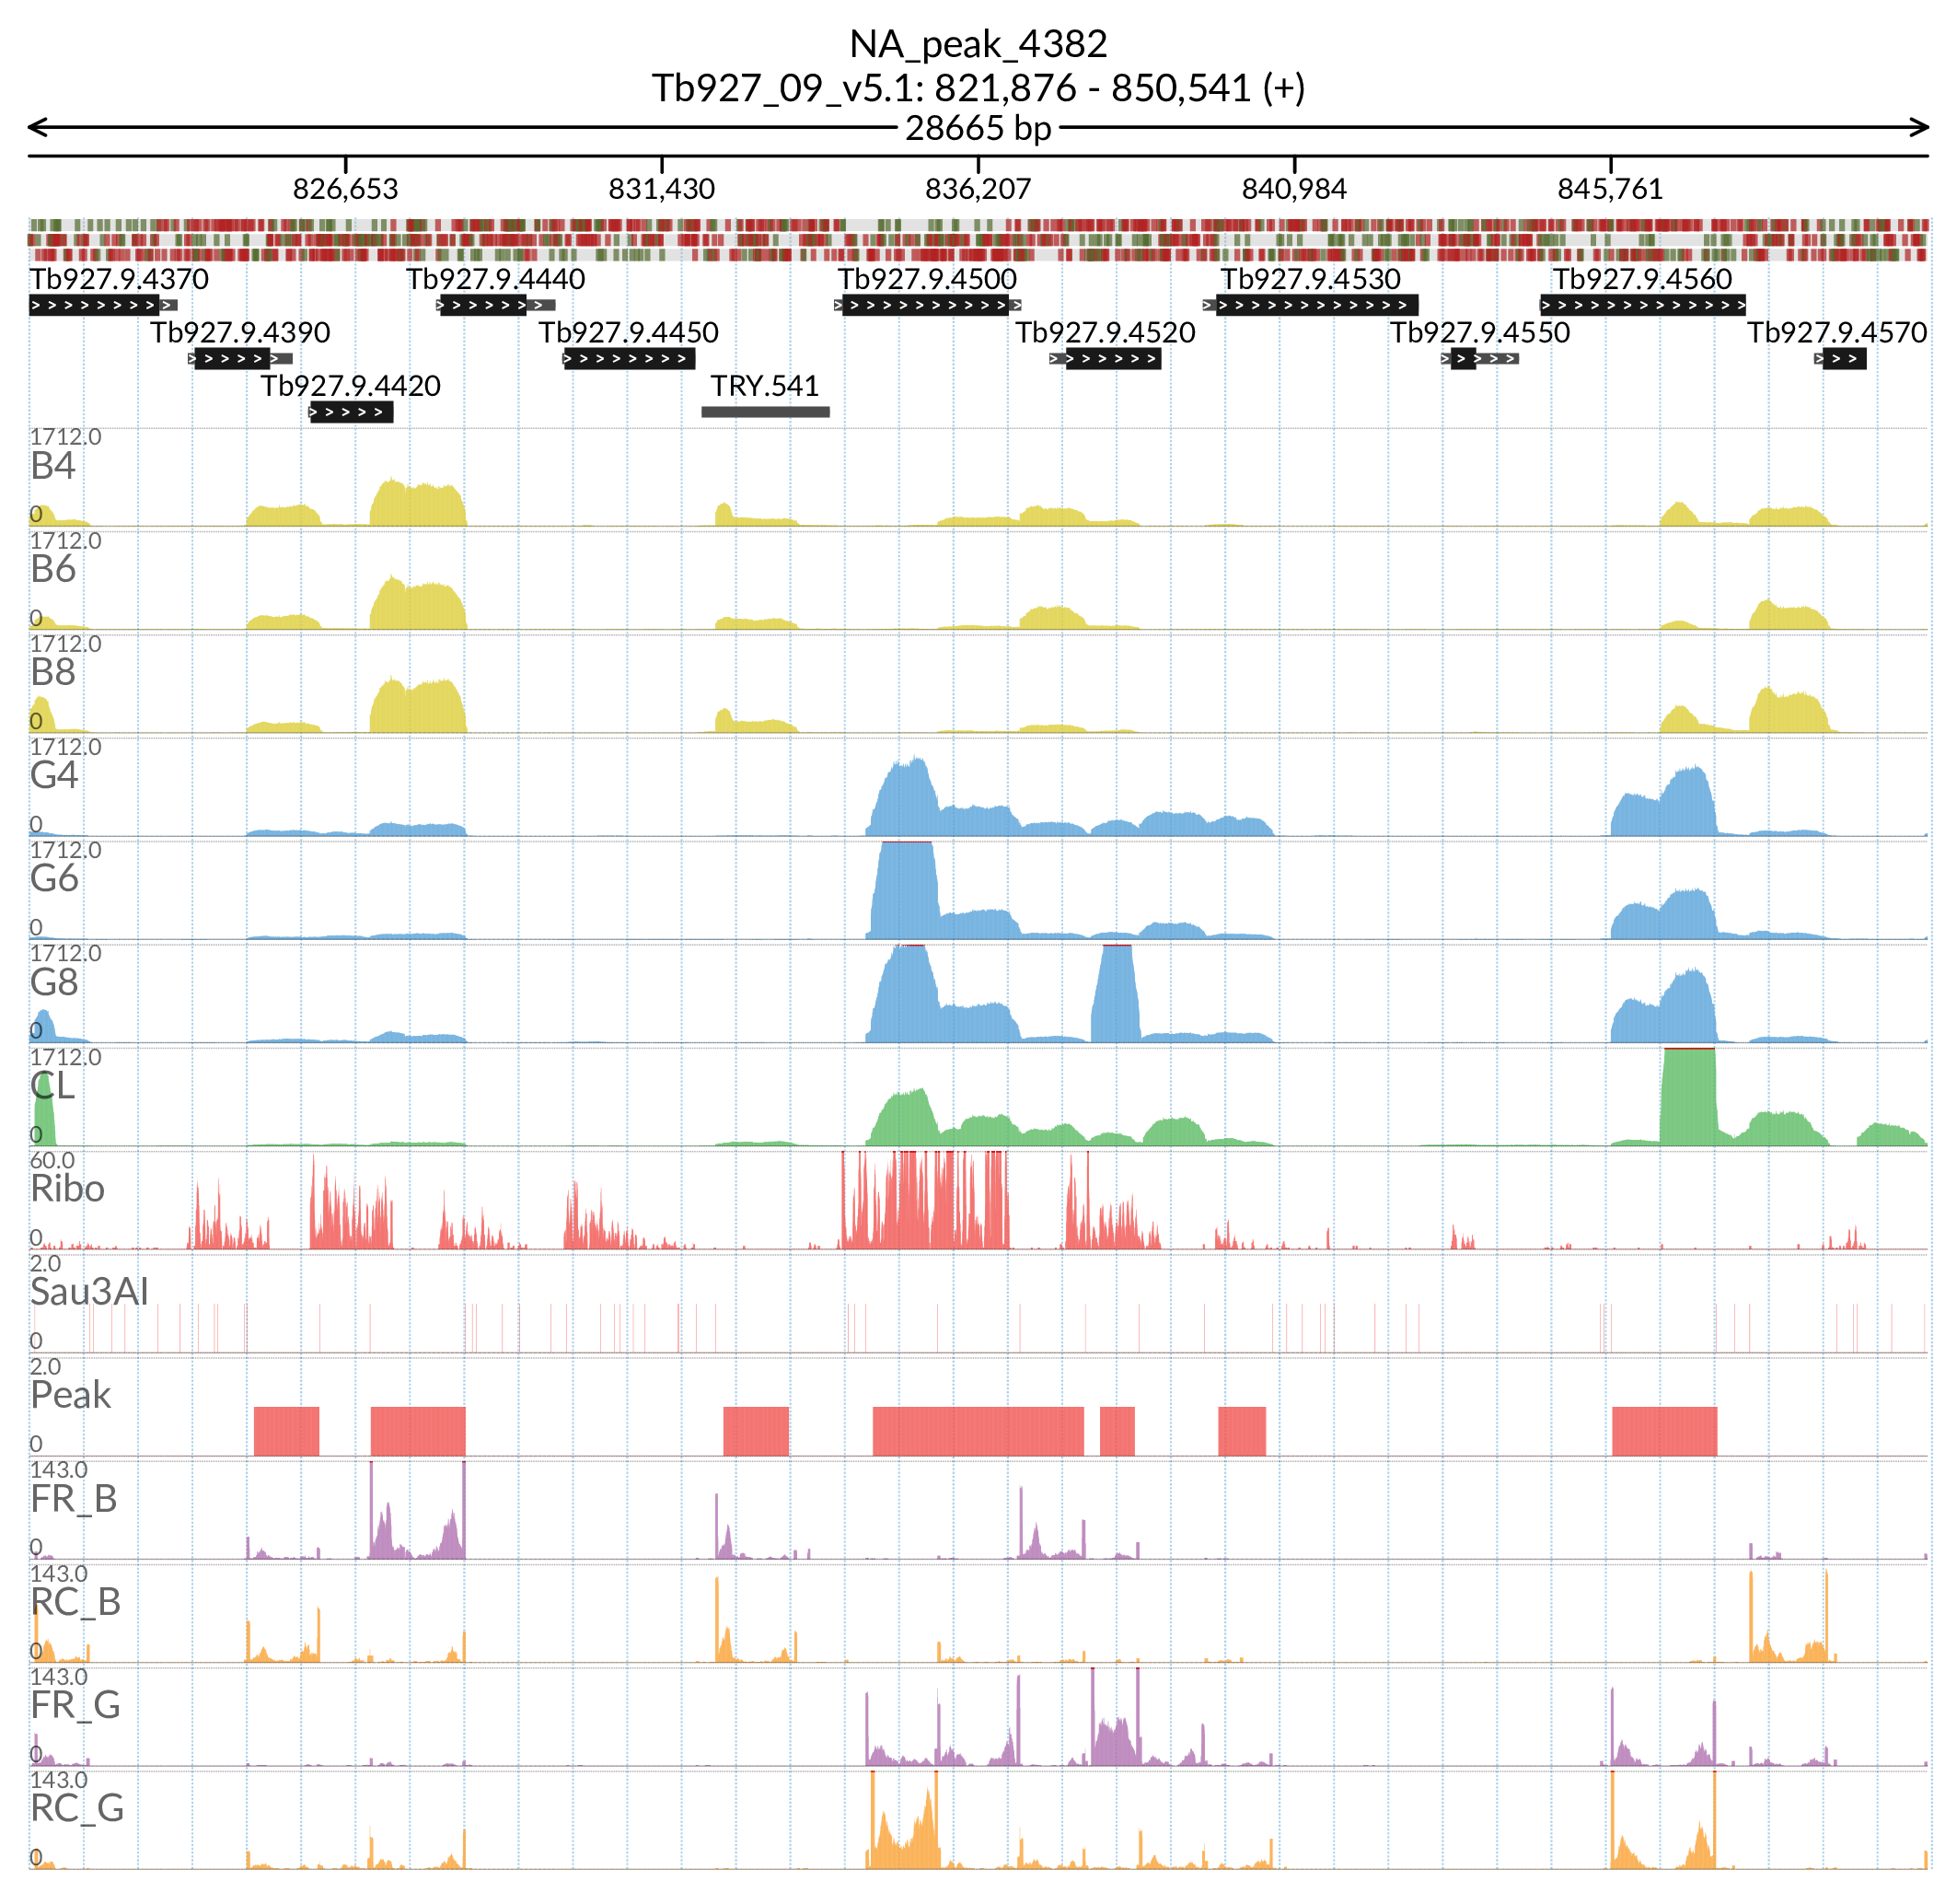 NA_peak_4382
Tb927_09_v5.1: 821,876 - 850,541 (+)
28665 bp
826,653 831,430 836,207 840,984 845,761
Tb927.9.4370 Tb927.9.4440 Tb927.9.4500 Tb927.9.4530 Tb927.9.4560
Tb927.9.4390 Tb927.9.4450 Tb927.9.4520 Tb927.9.4550 Tb927.9.4570
Tb927.9.4420 TRY.541
1712.0
B4
0
1712.0
B6
0
1712.0
B8
0
1712.0
G4
0
1712.0
G6
0
1712.0
G8
0
1712.0
CL
0
60.0
Ribo
0
2.0
Sau3AI
0
2.0
Peak
0
143.0
FR_B
0
143.0
RC_B
0
143.0
FR_G
0
143.0
RC_G
0